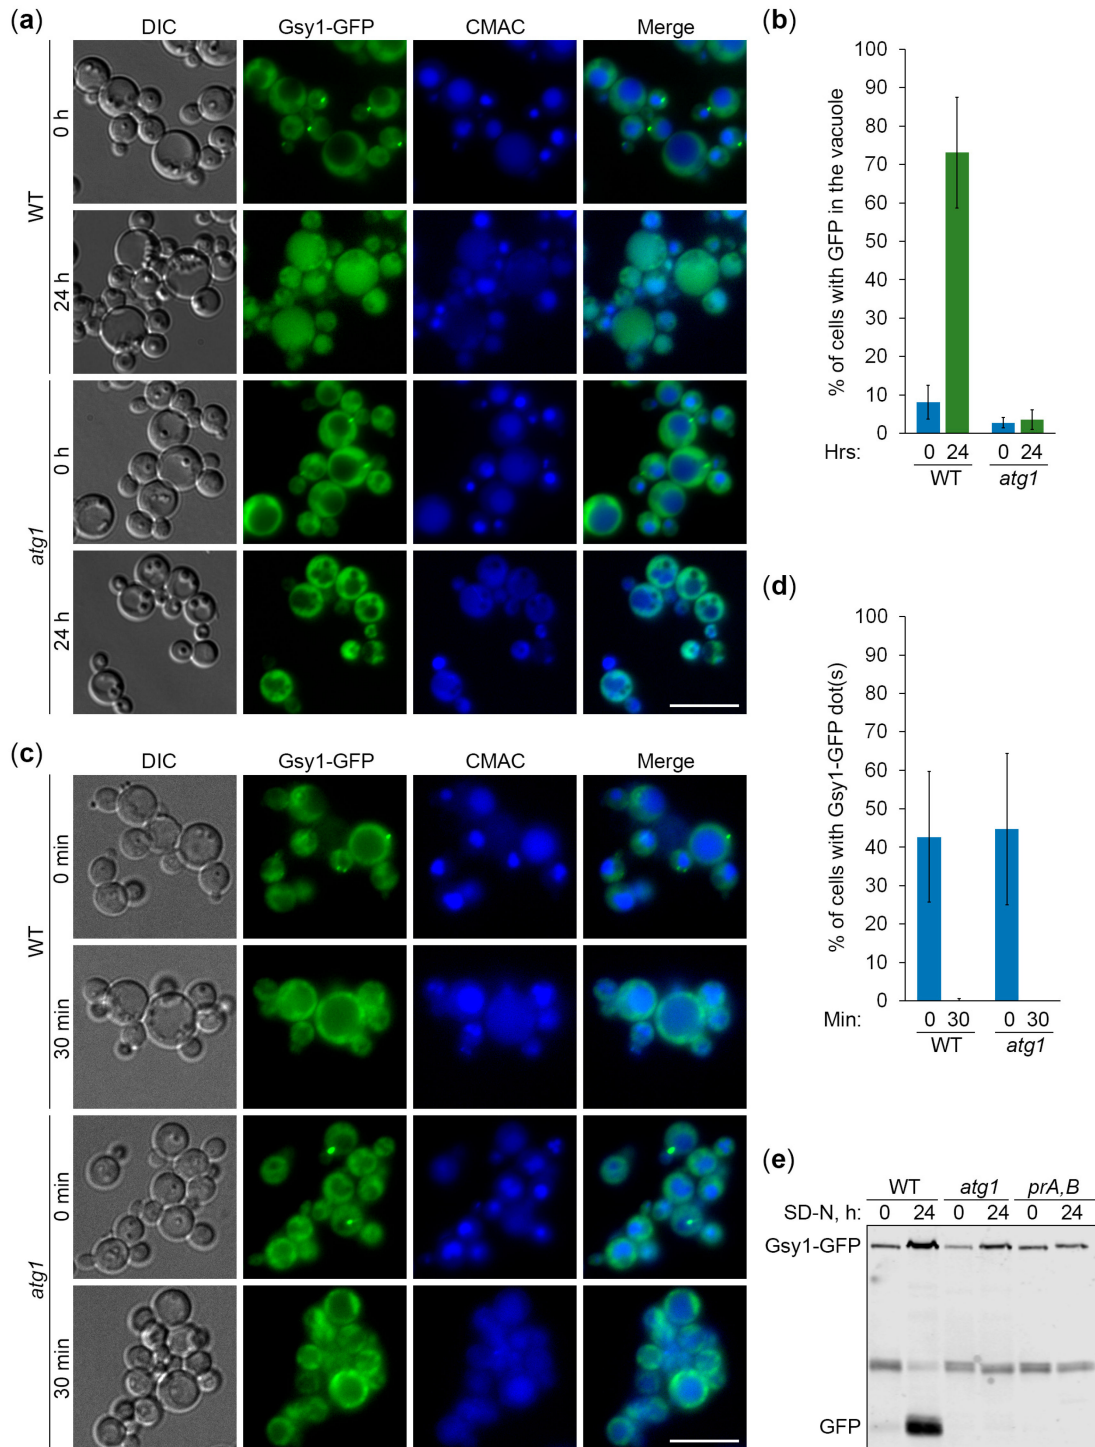 (a)
DIC Gsy1-GFP CMAC Merge
WT
0 h
24 h
atg1
0 h
24 h
(b)
% of cells with GFP in the vacuole
100
90
80
70
60
50
40
30
20
10
0
Hrs: 0 24 0 24
WT atg1
(c)
DIC Gsy1-GFP CMAC Merge
WT
0 min
30 min
atg1
0 min
30 min
(d)
% of cells with Gsy1-GFP dot(s)
100
90
80
70
60
50
40
30
20
10
0
Min: 0 30 0 30
WT atg1
(e)
WT atg1 prA,B
SD-N, h: 0 24 0 24 0 24
Gsy1-GFP
GFP